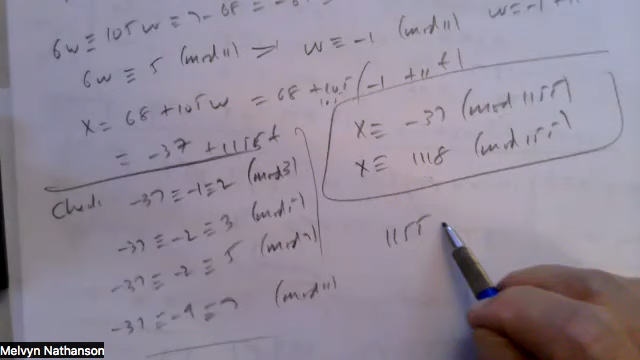 6w ≡ 105w ≡ 7-68 ≡
6w ≡ 5 (mod 11) ⇒ w ≡ -1 (mod 11) w = -1 + 11
x = 68 + 105w = 68 + 105 (-1 + 11t)
= -37 + 1155t
x ≡ -37 (mod 1155)
x ≡ 1118 (mod 1155)
Check: -37 ≡ -1 ≡ 2 (mod 3)
-37 ≡ -2 ≡ 3 (mod 5)
-37 ≡ -2 ≡ 5 (mod 7)
-37 ≡ -4 ≡ 7 (mod 11)
1155
Melvyn Nathanson